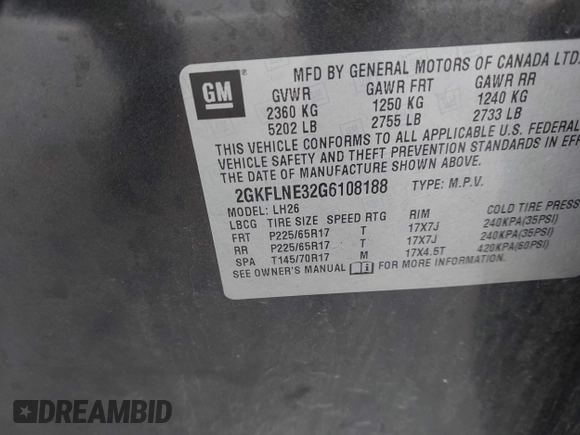 GM
MFD BY GENERAL MOTORS OF CANADA LTD.
GVWR GAWR FRT GAWR RR
2360 KG 1250 KG 1240 KG
5202 LB 2755 LB 2733 LB
THIS VEHICLE CONFORMS TO ALL APPLICABLE U.S. FEDERAL
VEHICLE SAFETY AND THEFT PREVENTION STANDARDS IN EFFE
ON THE DATE OF MANUFACTURE SHOWN ABOVE.
2GKFLNE32G6108188 TYPE: M.P.V.
MODEL: LH26
LBCG TIRE SIZE SPEED RTG RIM COLD TIRE PRES
FRT P225/65R17 T 17X7J 240KPA(35PSI)
RR P225/65R17 T 17X7J 240KPA(35PSI)
SPA T145/70R17 M 17X4.5T 420KPA(60PSI)
SEE OWNER'S MANUAL FOR MORE INFORMATION.
DREAMBID